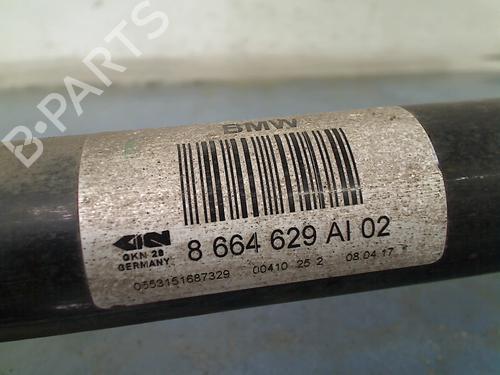 B-PARTS
BMW
GKN
8 664 629 AI 02
GKN 28
GERMANY
0553151687329 00410 25 2 08.04.17 *